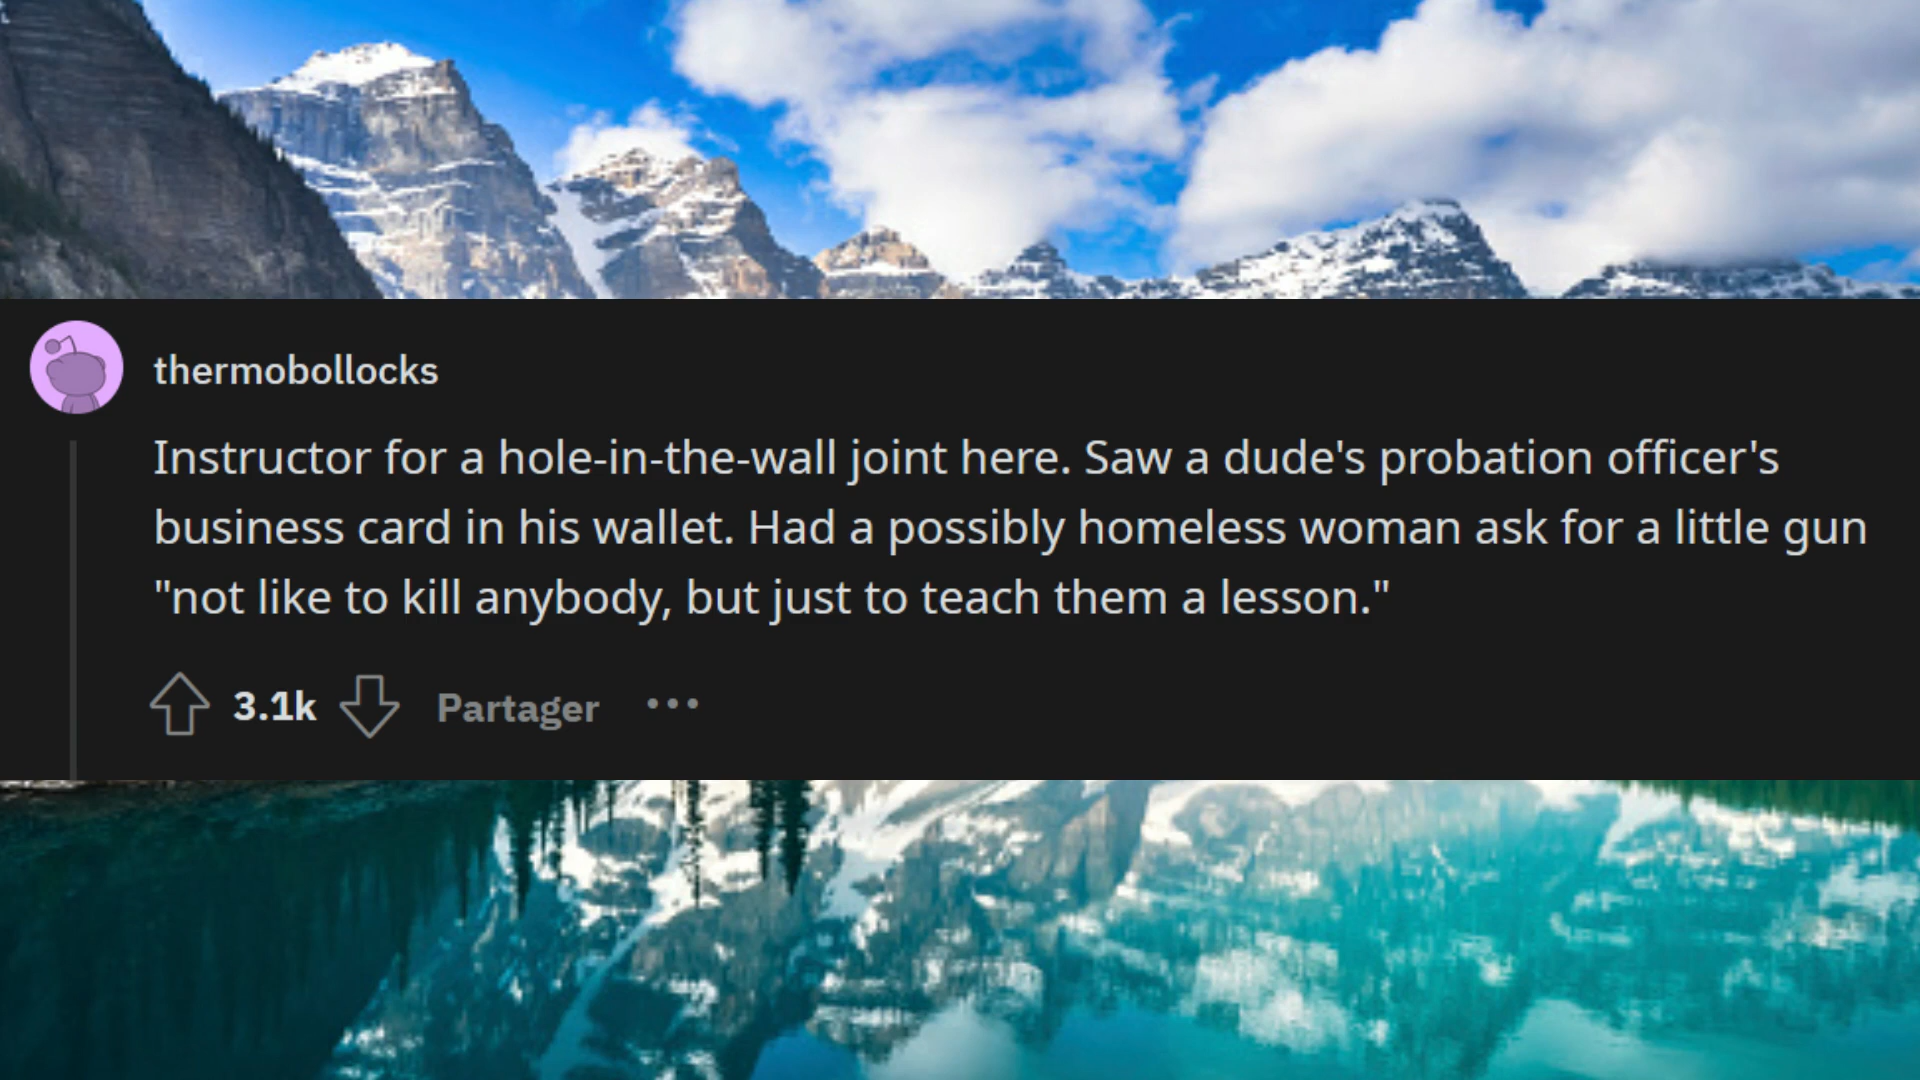 thermobollocks
Instructor for a hole-in-the-wall joint here. Saw a dude's probation officer's
business card in his wallet. Had a possibly homeless woman ask for a little gun
"not like to kill anybody, but just to teach them a lesson."
3.1k Partager